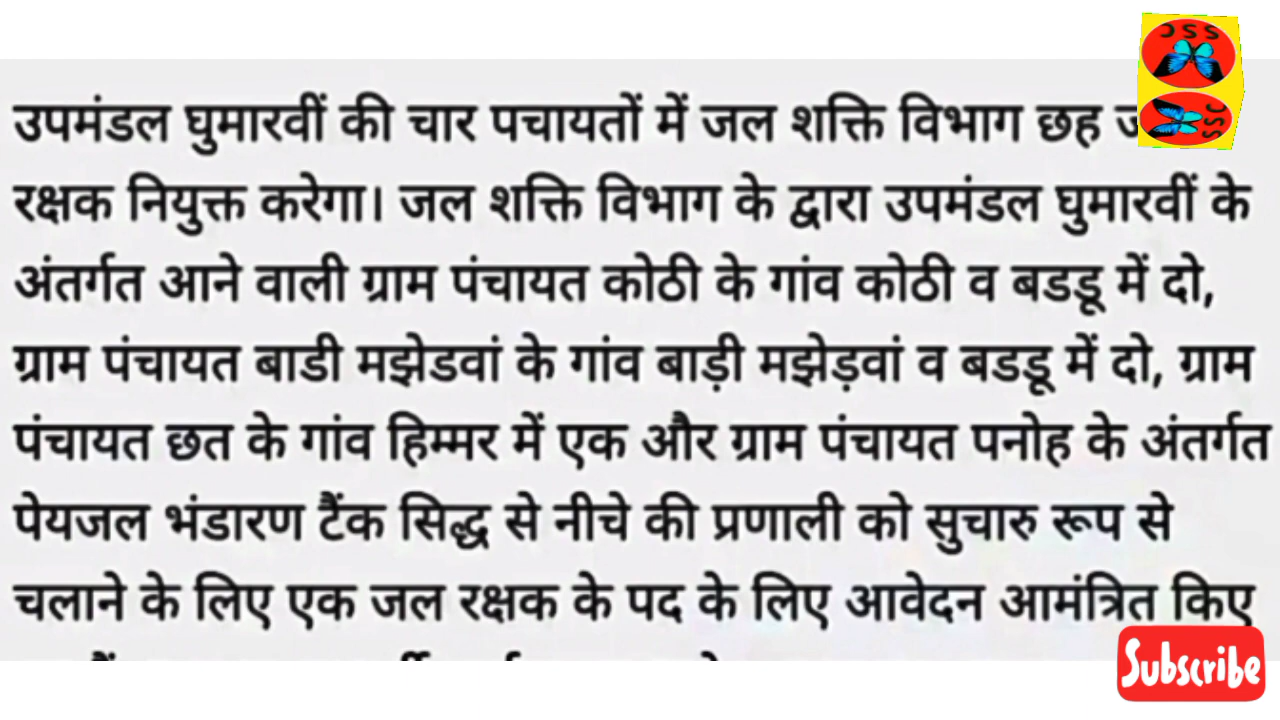 उपमंडल घुमारवीं की चार पचायतों में जल शक्ति विभाग छह
रक्षक नियुक्त करेगा। जल शक्ति विभाग के द्वारा उपमंडल घुमारवीं के
अंतर्गत आने वाली ग्राम पंचायत कोठी के गांव कोठी व बडडू में दो,
ग्राम पंचायत बाडी मझेडवां के गांव बाड़ी मझेड़वां व बडडू में दो, ग्राम
पंचायत छत के गांव हिम्मर में एक और ग्राम पंचायत पनोह के अंतर्गत
पेयजल भंडारण टैंक सिद्ध से नीचे की प्रणाली को सुचारु रूप से
चलाने के लिए एक जल रक्षक के पद के लिए आवेदन आमंत्रित किए
SSC
SSC
Subscribe